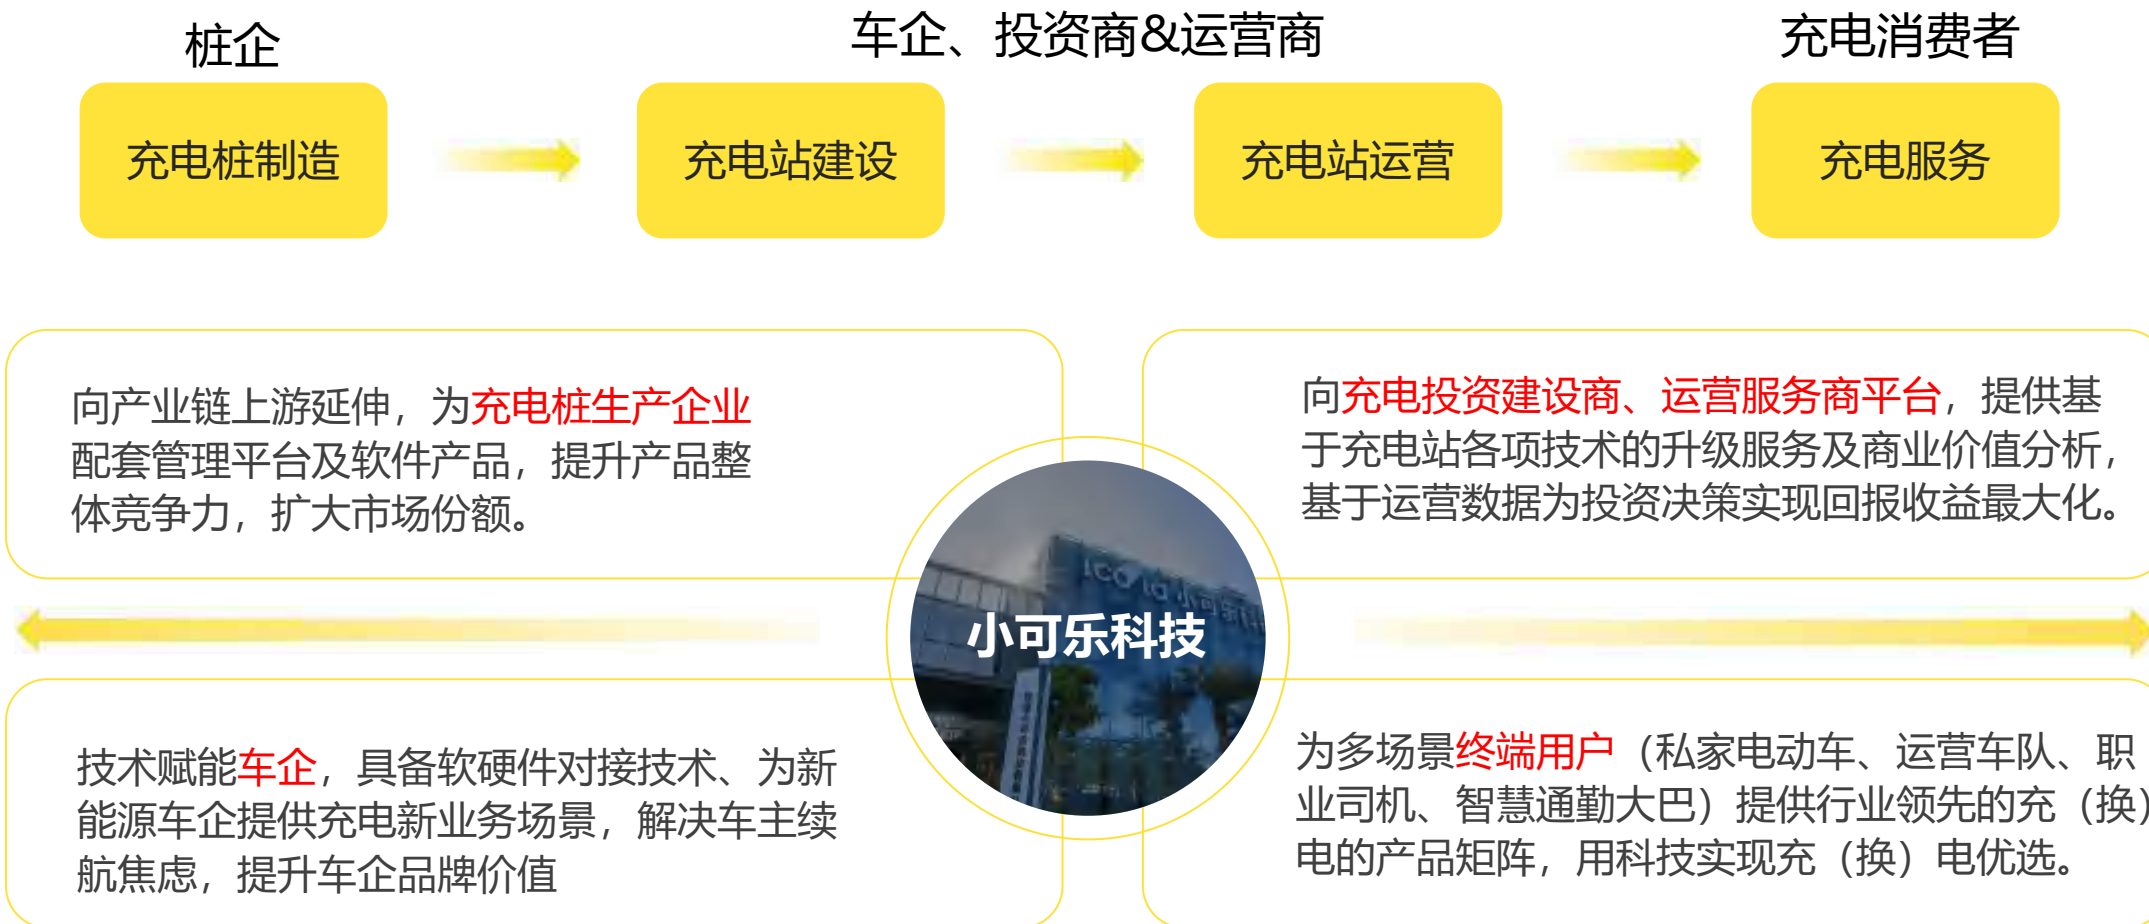 桩企
车企、投资商&运营商
充电消费者
充电桩制造
充电站建设
充电站运营
充电服务
向产业链上游延伸，为充电桩生产企业
配套管理平台及软件产品，提升产品整
体竞争力，扩大市场份额。
向充电投资建设商、运营服务商平台，提供基
于充电站各项技术的升级服务及商业价值分析，
基于运营数据为投资决策实现回报收益最大化。
小可乐科技
技术赋能车企，具备软硬件对接技术、为新
能源车企提供充电新业务场景，解决车主续
航焦虑，提升车企品牌价值
为多场景终端用户（私家电动车、运营车队、职
业司机、智慧通勤大巴）提供行业领先的充（换）
电的产品矩阵，用科技实现充（换）电优选。